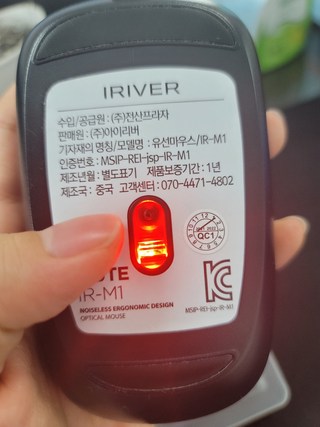 IRIVER
수입/공급원 : (주)전산프라자
판매원 : (주)아이리버
기자재의 명칭/모델명 : 유선마우스/IR-M1
인증번호 : MSIP-REI-jsp-IR-M1
제조년월 : 별도표기 제품보증기간 : 1년
제조국 : 중국 고객센터 : 070-4471-4802
QC1
IR-M1
NOISELESS ERGONOMIC DESIGN
OPTICAL MOUSE
MSIP-REI-jsp-IR-M1